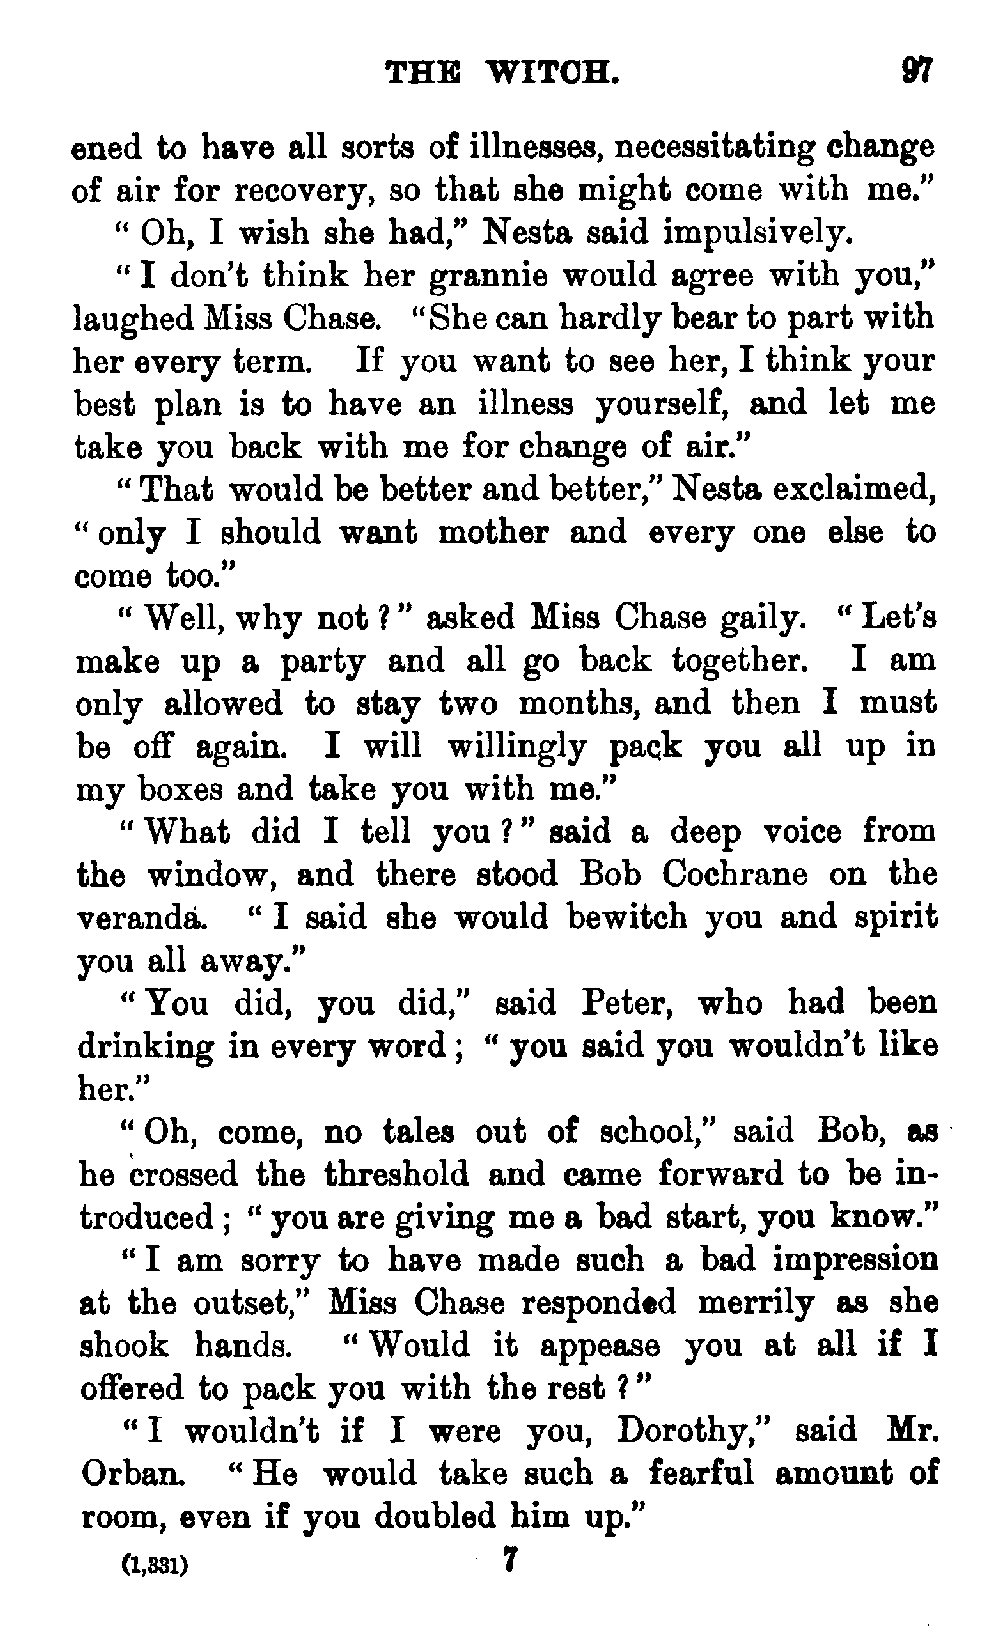 THE WITCH. 97
ened to have all sorts of illnesses, necessitating change
of air for recovery, so that she might come with me."
" Oh, I wish she had," Nesta said impulsively.
" I don't think her grannie would agree with you,"
laughed Miss Chase. "She can hardly bear to part with
her every term. If you want to see her, I think your
best plan is to have an illness yourself, and let me
take you back with me for change of air."
" That would be better and better," Nesta exclaimed,
" only I should want mother and every one else to
come too."
" Well, why not ? " asked Miss Chase gaily. " Let's
make up a party and all go back together. I am
only allowed to stay two months, and then I must
be off again. I will willingly pack you all up in
my boxes and take you with me."
" What did I tell you ? " said a deep voice from
the window, and there stood Bob Cochrane on the
veranda. " I said she would bewitch you and spirit
you all away."
" You did, you did," said Peter, who had been
drinking in every word ; " you said you wouldn't like
her."
" Oh, come, no tales out of school," said Bob, as
he crossed the threshold and came forward to be in-
troduced ; " you are giving me a bad start, you know."
" I am sorry to have made such a bad impression
at the outset," Miss Chase responded merrily as she
shook hands. " Would it appease you at all if I
offered to pack you with the rest ? "
" I wouldn't if I were you, Dorothy," said Mr.
Orban. " He would take such a fearful amount of
room, even if you doubled him up."
(1,331) 7